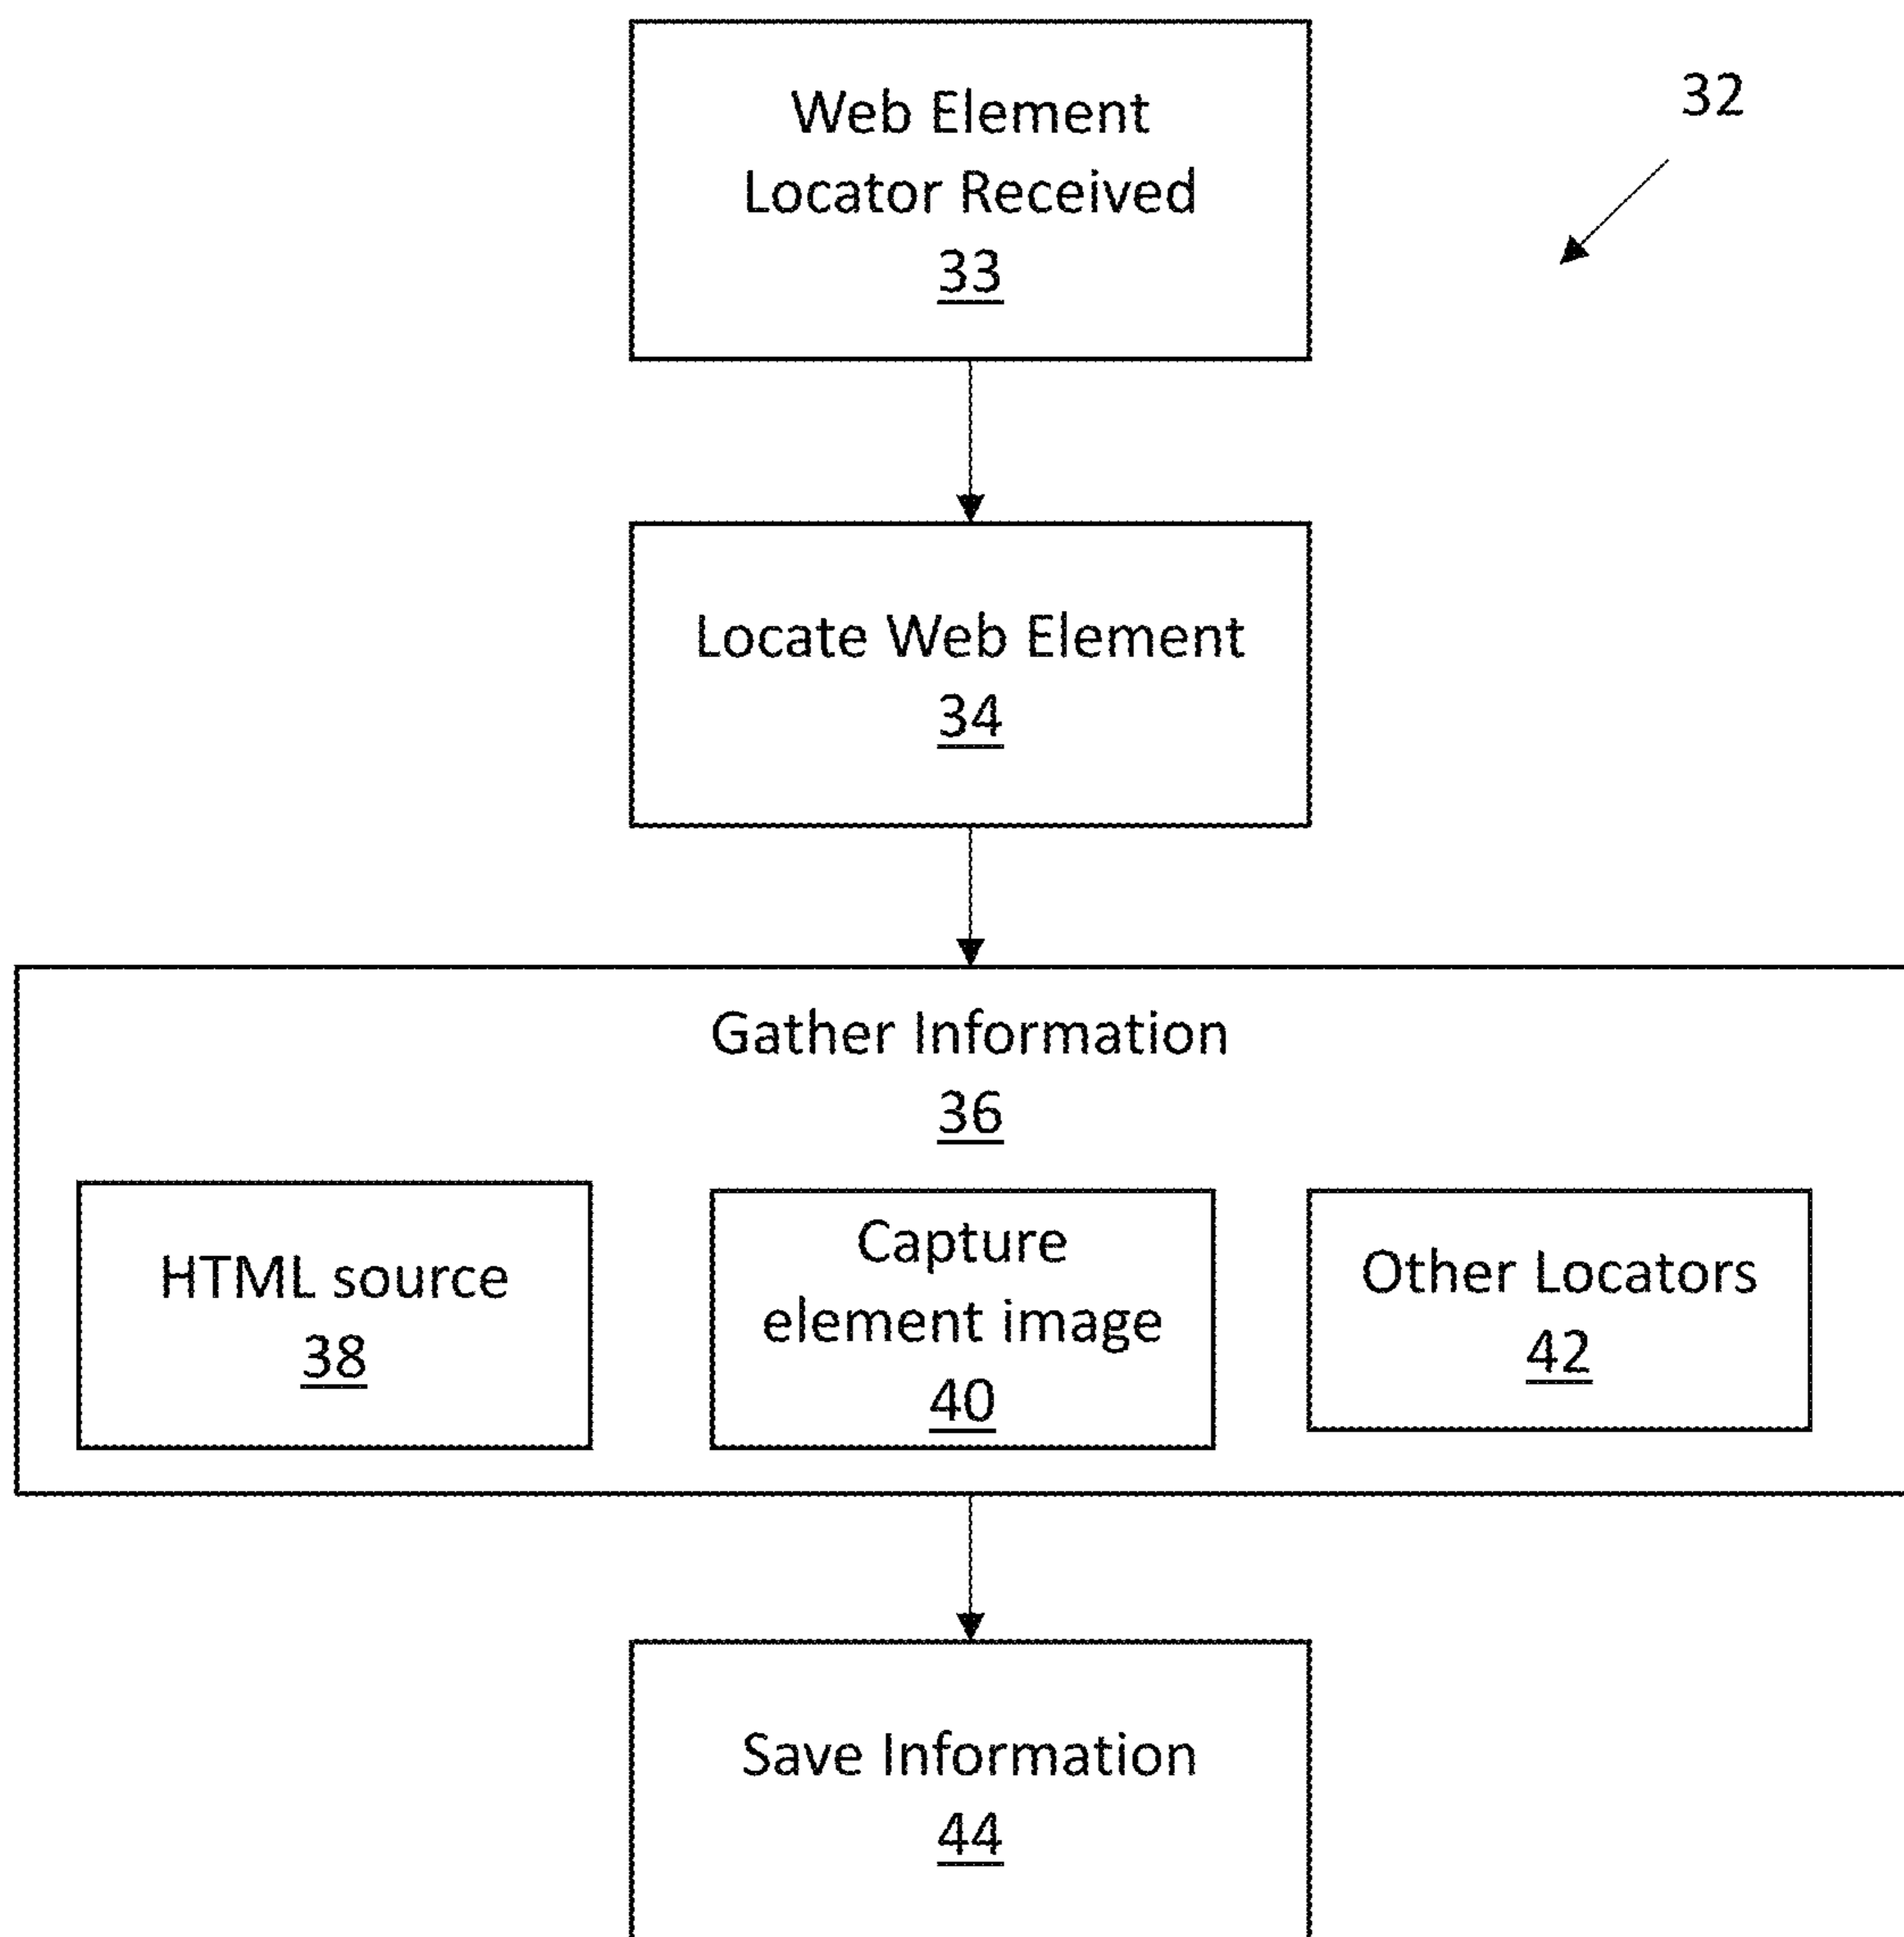 Web Element
Locator Received
33
32
Locate Web Element
34
Gather Information
36
HTML source
38
Capture
element image
40
Other Locators
42
Save Information
44